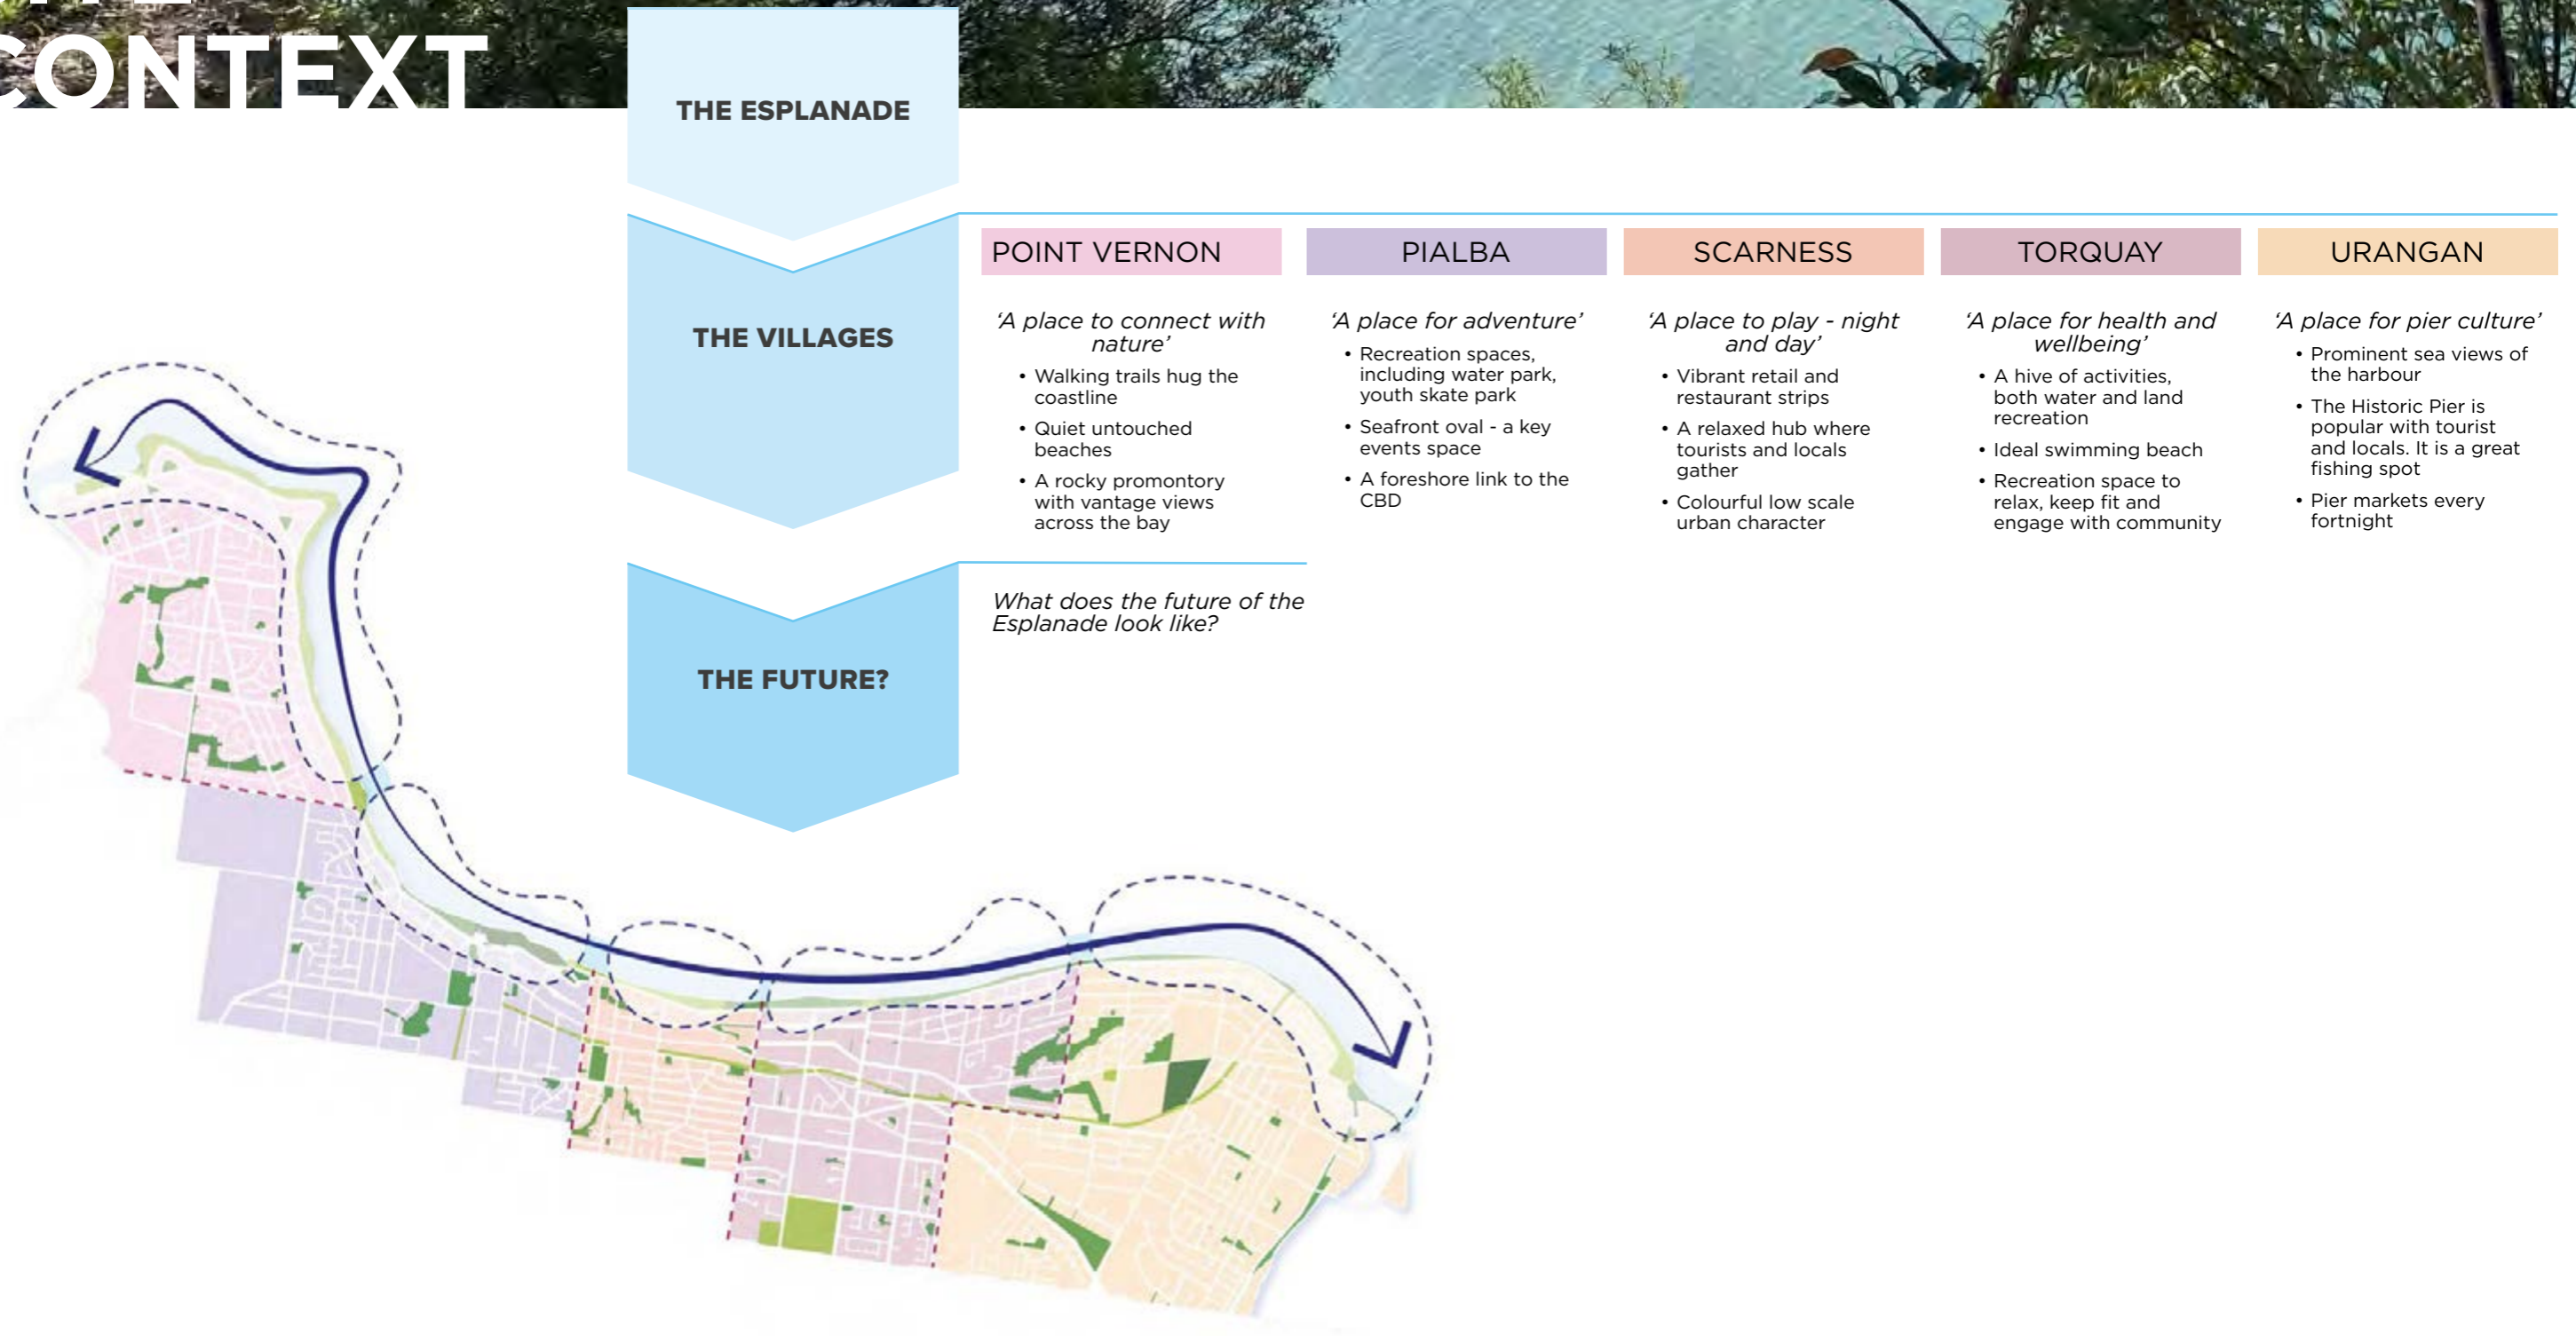 CONTEXT
THE ESPLANADE
THE VILLAGES
POINT VERNON
‘A place to connect with
nature’
• Walking trails hug the
coastline
• Quiet untouched
beaches
• A rocky promontory
with vantage views
across the bay
PIALBA
‘A place for adventure’
• Recreation spaces,
including water park,
youth skate park
• Seafront oval - a key
events space
• A foreshore link to the
CBD
SCARNESS
‘A place to play - night
and day’
• Vibrant retail and
restaurant strips
• A relaxed hub where
tourists and locals
gather
• Colourful low scale
urban character
TORQUAY
‘A place for health and
wellbeing’
• A hive of activities,
both water and land
recreation
• Ideal swimming beach
• Recreation space to
relax, keep fit and
engage with community
URANGAN
‘A place for pier culture’
• Prominent sea views of
the harbour
• The Historic Pier is
popular with tourist
and locals. It is a great
fishing spot
• Pier markets every
fortnight
THE FUTURE?
What does the future of the
Esplanade look like?